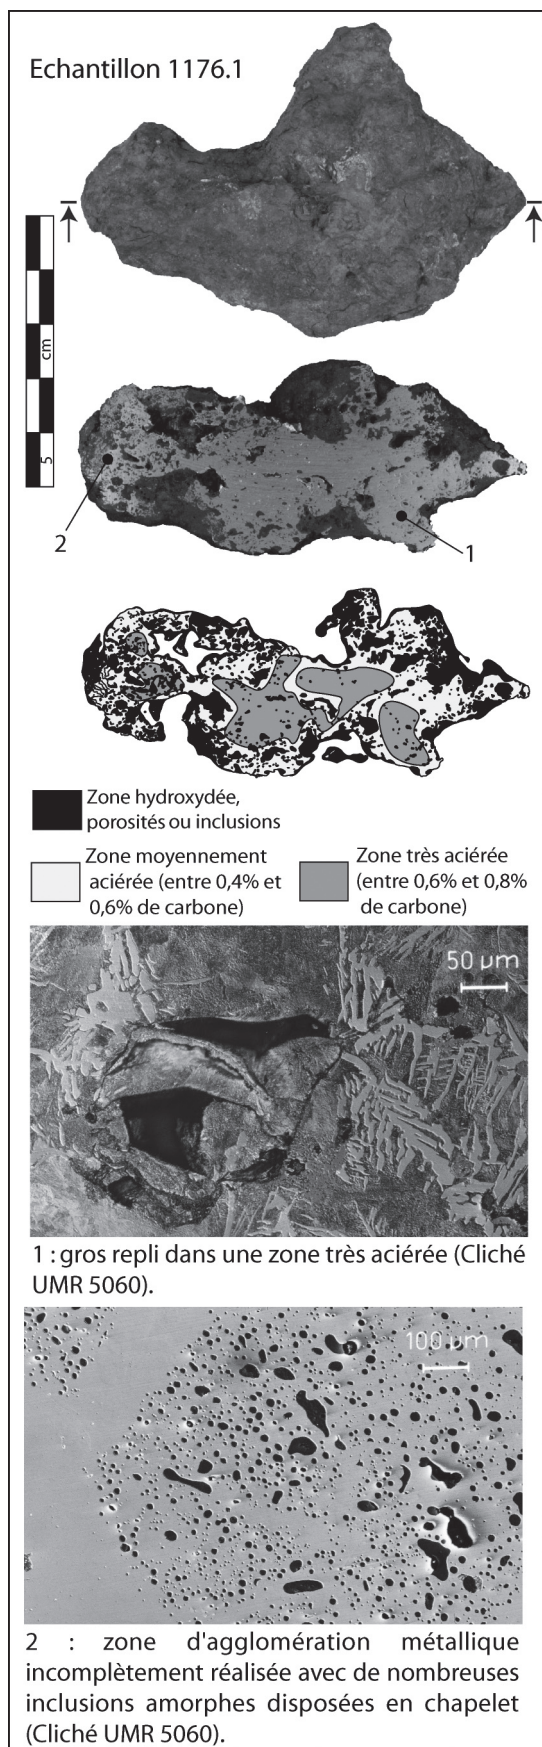 Echantillon 1176.1
cm
5
2
1
Zone hydroxydée,
porosités ou inclusions
Zone moyennement
aciérée (entre 0,4% et
0,6% de carbone)
Zone très aciérée
(entre 0,6% et 0,8%
de carbone)
50 µm
1 : gros repli dans une zone très aciérée (Cliché
UMR 5060).
100 µm
2 : zone d'agglomération métallique
incomplètement réalisée avec de nombreuses
inclusions amorphes disposées en chapelet
(Cliché UMR 5060).